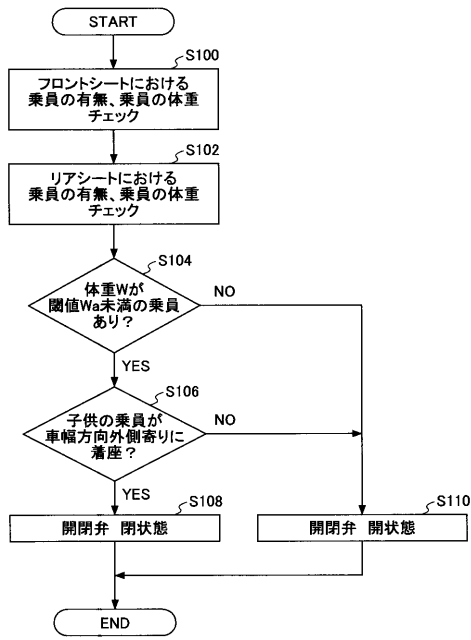 START
S100
フロントシートにおける
乗員の有無、乗員の体重
チェック
S102
リアシートにおける
乗員の有無、乗員の体重
チェック
S104
体重Wが
閾値Wa未満の乗員
あり？
NO
YES
S106
子供の乗員が
車幅方向外側寄りに
着座？
NO
YES
S108
開閉弁 閉状態
S110
開閉弁 開状態
END